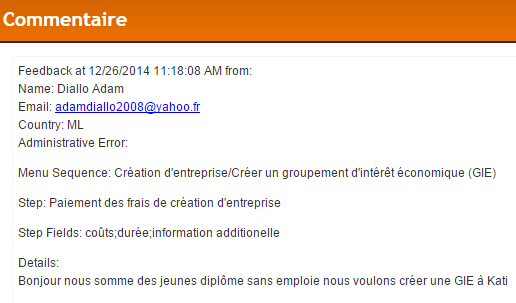 Commentaire
Feedback at 12/26/2014 11:18:08 AM from:
Name: Diallo Adam
Email: adamdiallo2008@yahoo.fr
Country: ML
Administrative Error:
Menu Sequence: Création d'entreprise/Créer un groupement d'intérêt économique (GIE)
Step: Paiement des frais de création d'entreprise
Step Fields: coûts;durée;information additionelle
Details:
Bonjour nous somme des jeunes diplôme sans emploie nous voulons créer une GIE à Kati